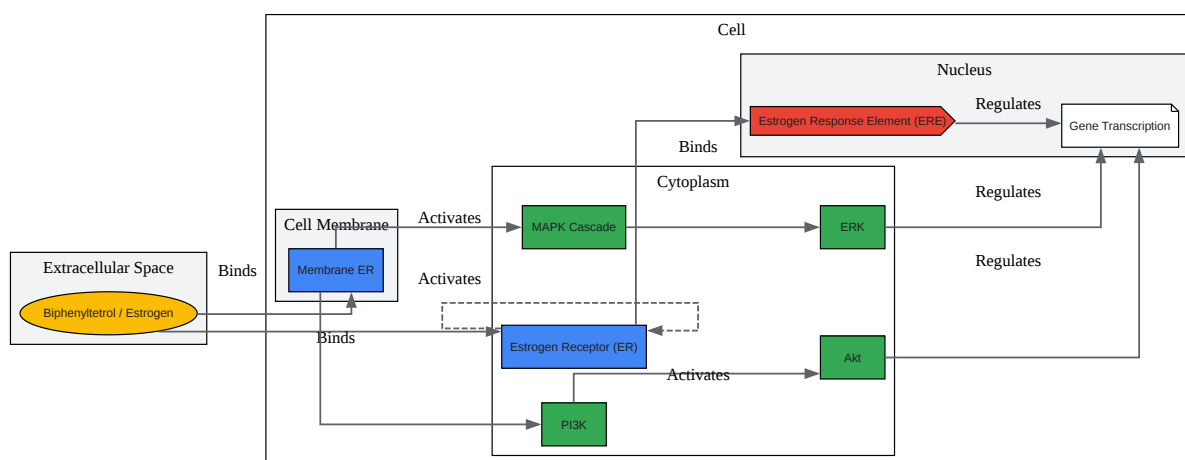 Cell
Nucleus
Estrogen Response Element (ERE)
Regulates
Gene Transcription
Binds
Cytoplasm
Cell Membrane
Activates
MAPK Cascade
ERK
Regulates
Extracellular Space
Binds
Membrane ER
Activates
Regulates
Biphenyltetrol / Estrogen
Binds
Estrogen Receptor (ER)
Activates
Akt
PI3K